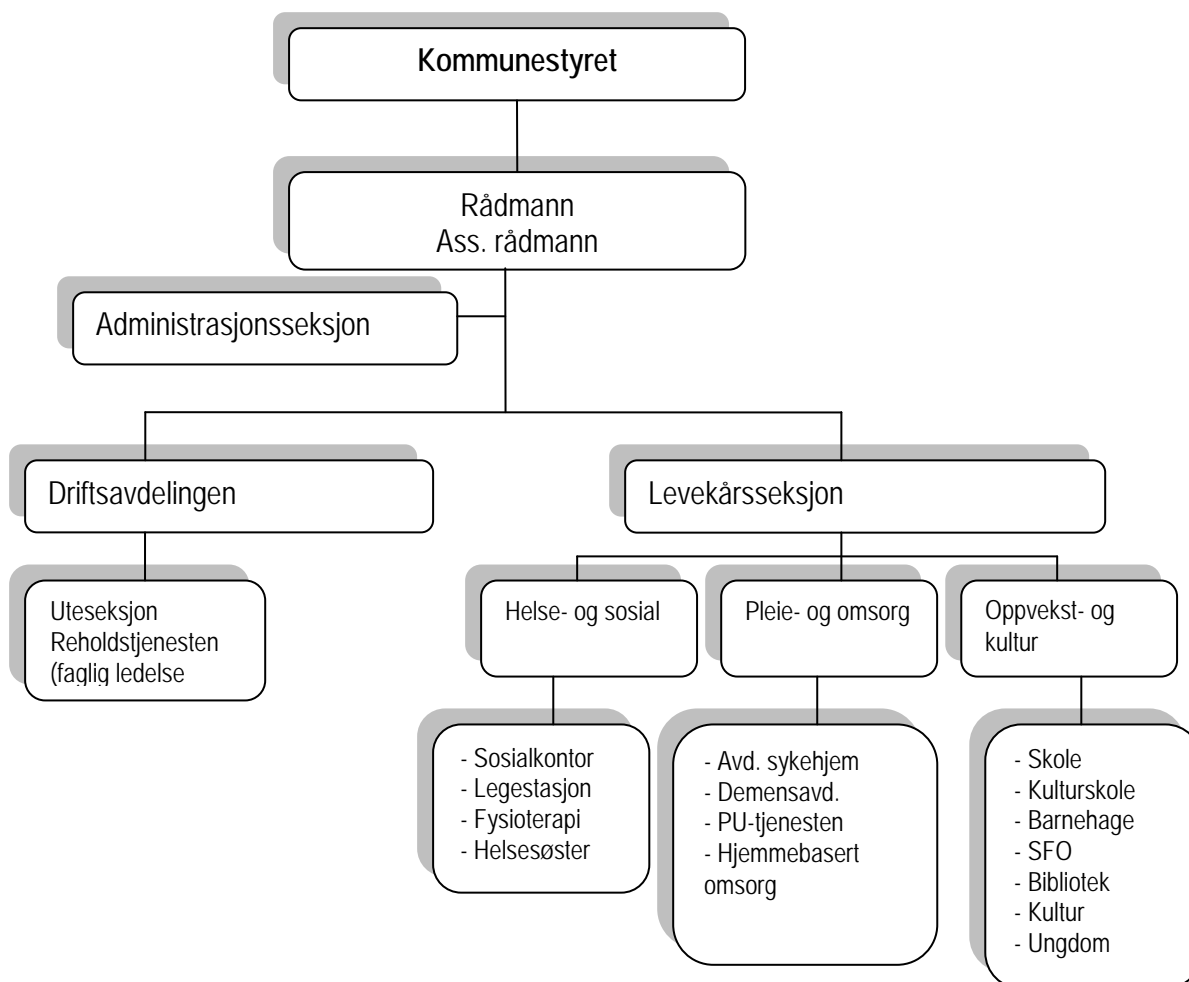 Kommunestyret
Rådmann
Ass. rådmann
Administrasjonsseksjon
Driftsavdelingen
Levekårsseksjon
Uteseksjon
Reholdstjenesten
(faglig ledelse
Helse- og sosial
Pleie- og omsorg
Oppvekst- og
kultur
- Sosialkontor
- Legestasjon
- Fysioterapi
- Helsesøster
- Avd. sykehjem
- Demensavd.
- PU-tjenesten
- Hjemmebasert
omsorg
- Skole
- Kulturskole
- Barnehage
- SFO
- Bibliotek
- Kultur
- Ungdom